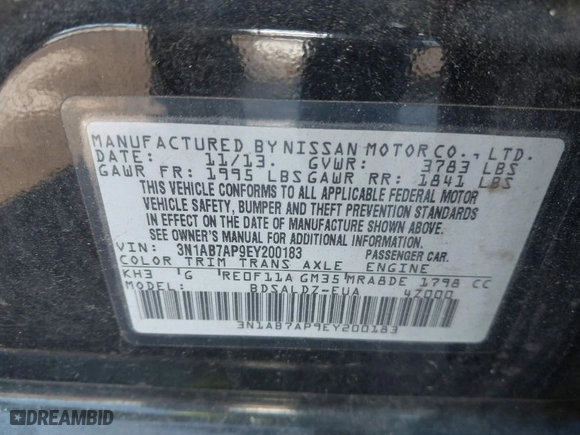 MANUFACTURED BY NISSAN MOTOR CO., LTD.
DATE: 11/13. GVWR: 3783 LBS
GAWR FR: 1995 LBS GAWR RR: 1841 LBS
THIS VEHICLE CONFORMS TO ALL APPLICABLE FEDERAL MOTOR
VEHICLE SAFETY, BUMPER AND THEFT PREVENTION STANDARDS
IN EFFECT ON THE DATE OF MANUFACTURE SHOWN ABOVE.
SEE OWNER'S MANUAL FOR ADDITIONAL INFORMATION.
VIN: 3N1AB7AP9EY200183 PASSENGER CAR.
COLOR TRIM TRANS AXLE ENGINE
KH3 G RE0F11A GM35 MRA8DE 1798 CC
MODEL: BDSALDZ-EUA 4Z000
3N1AB7AP9EY200183
DREAMBID